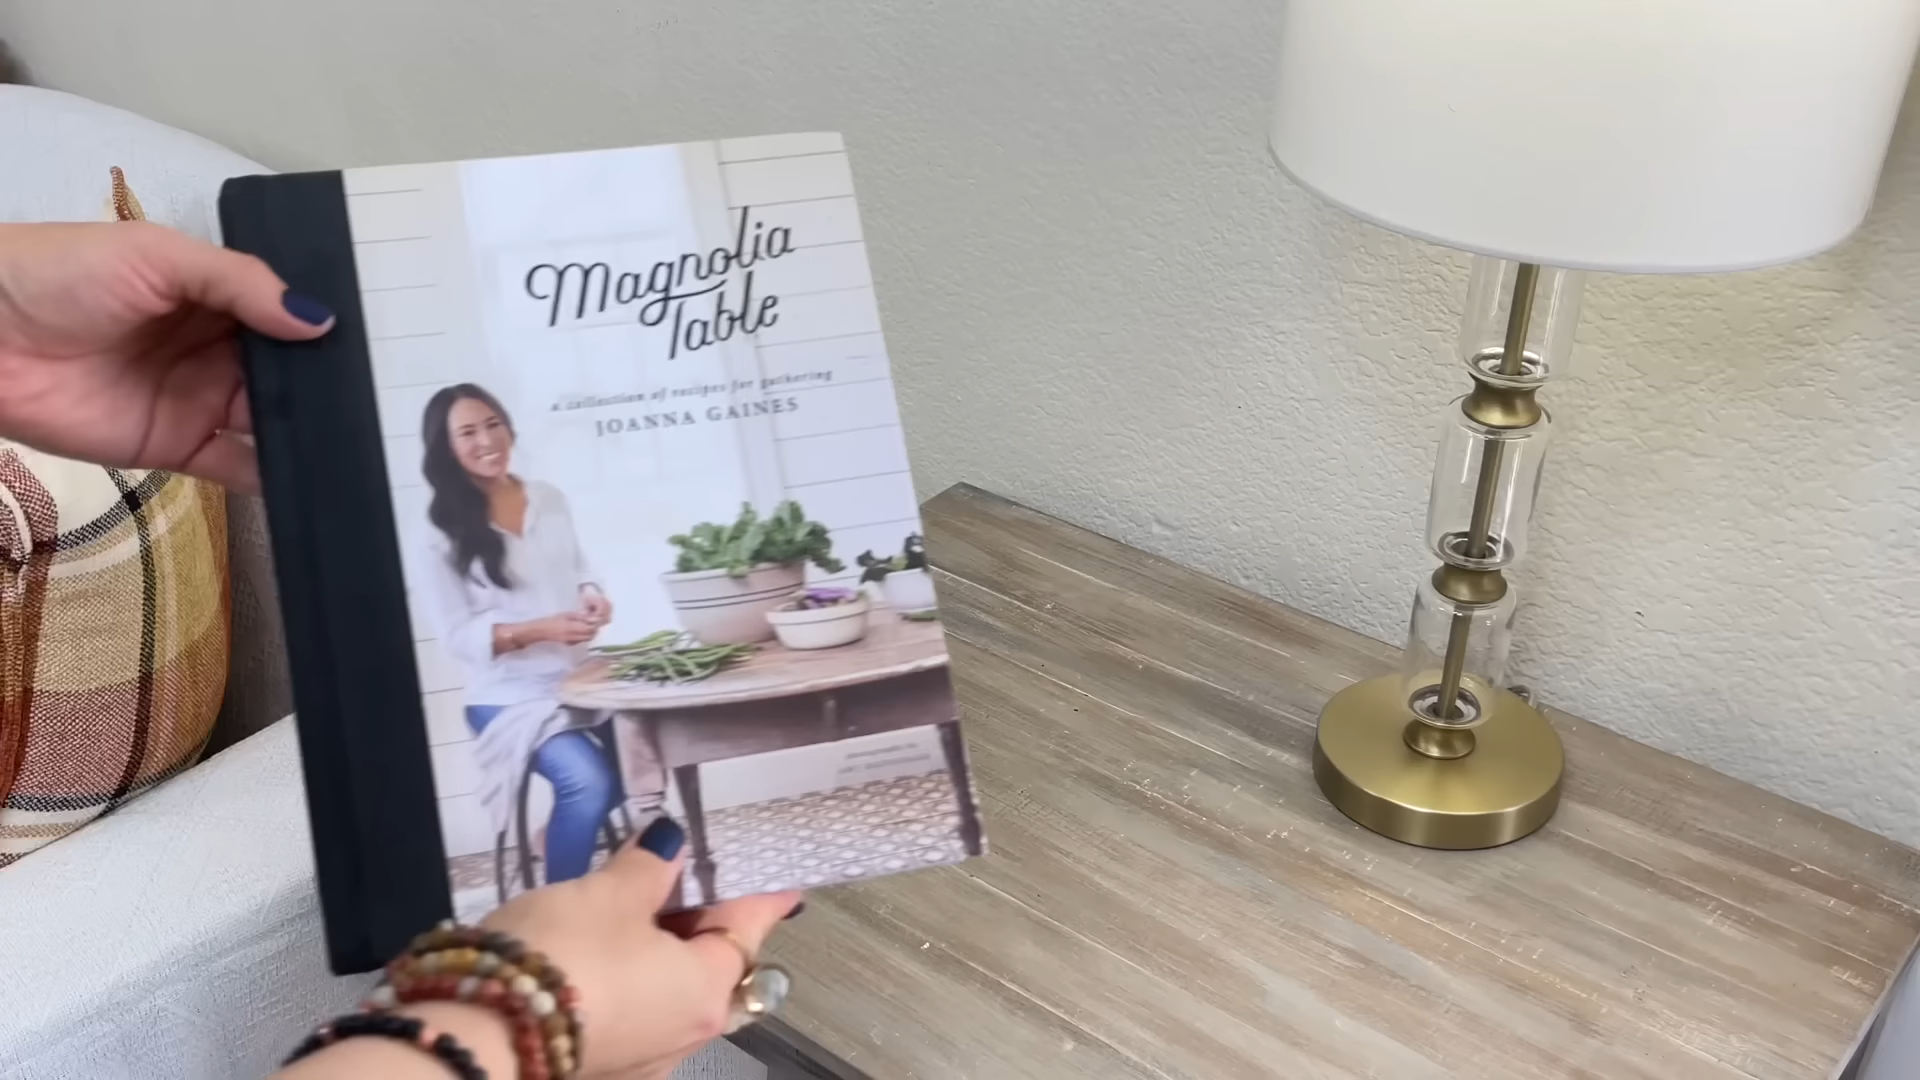 Magnolia
Table
a collection of recipes for gathering
JOANNA GAINES